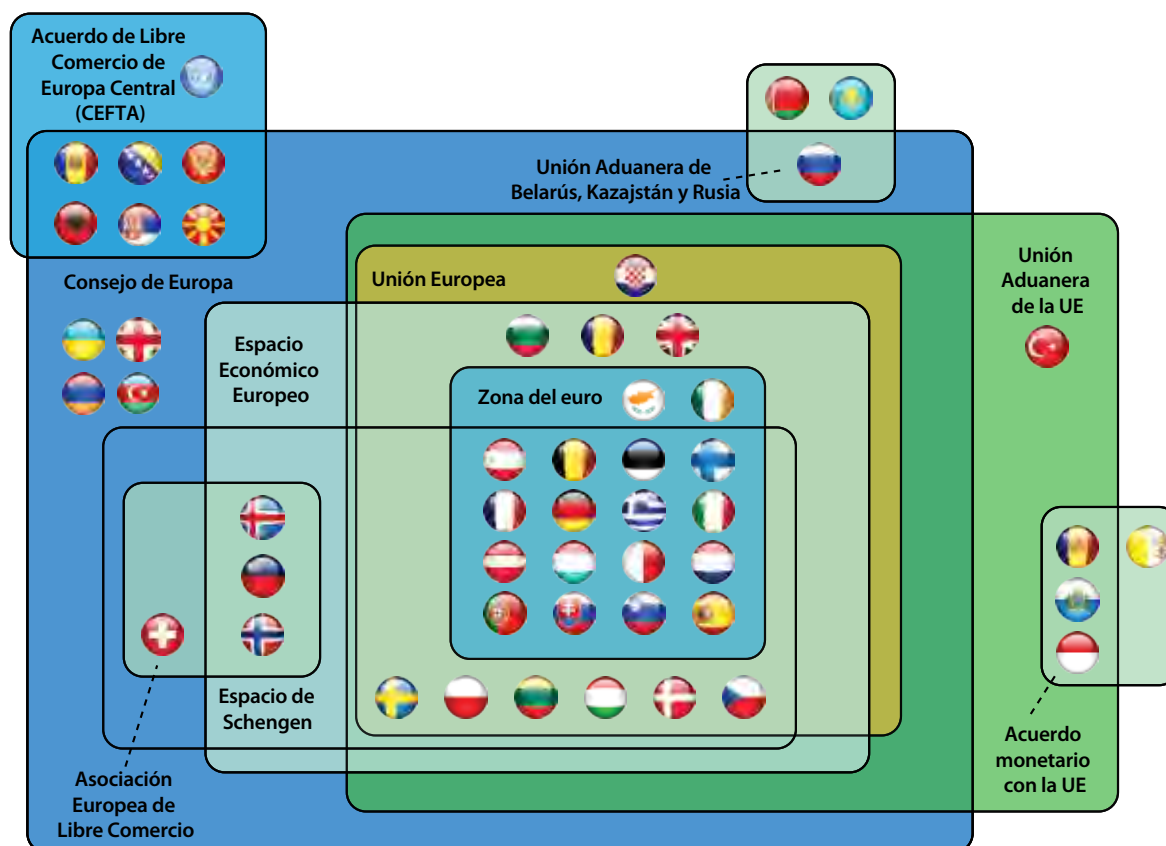 Acuerdo de Libre
Comercio de
Europa Central
(CEFTA)
Unión Aduanera de
Belarús, Kazajstán y Rusia
Consejo de Europa
Unión Europea
Unión
Aduanera
de la UE
Espacio
Económico
Europeo
Zona del euro
Espacio de
Schengen
Asociación
Europea de
Libre Comercio
Acuerdo
monetario
con la UE